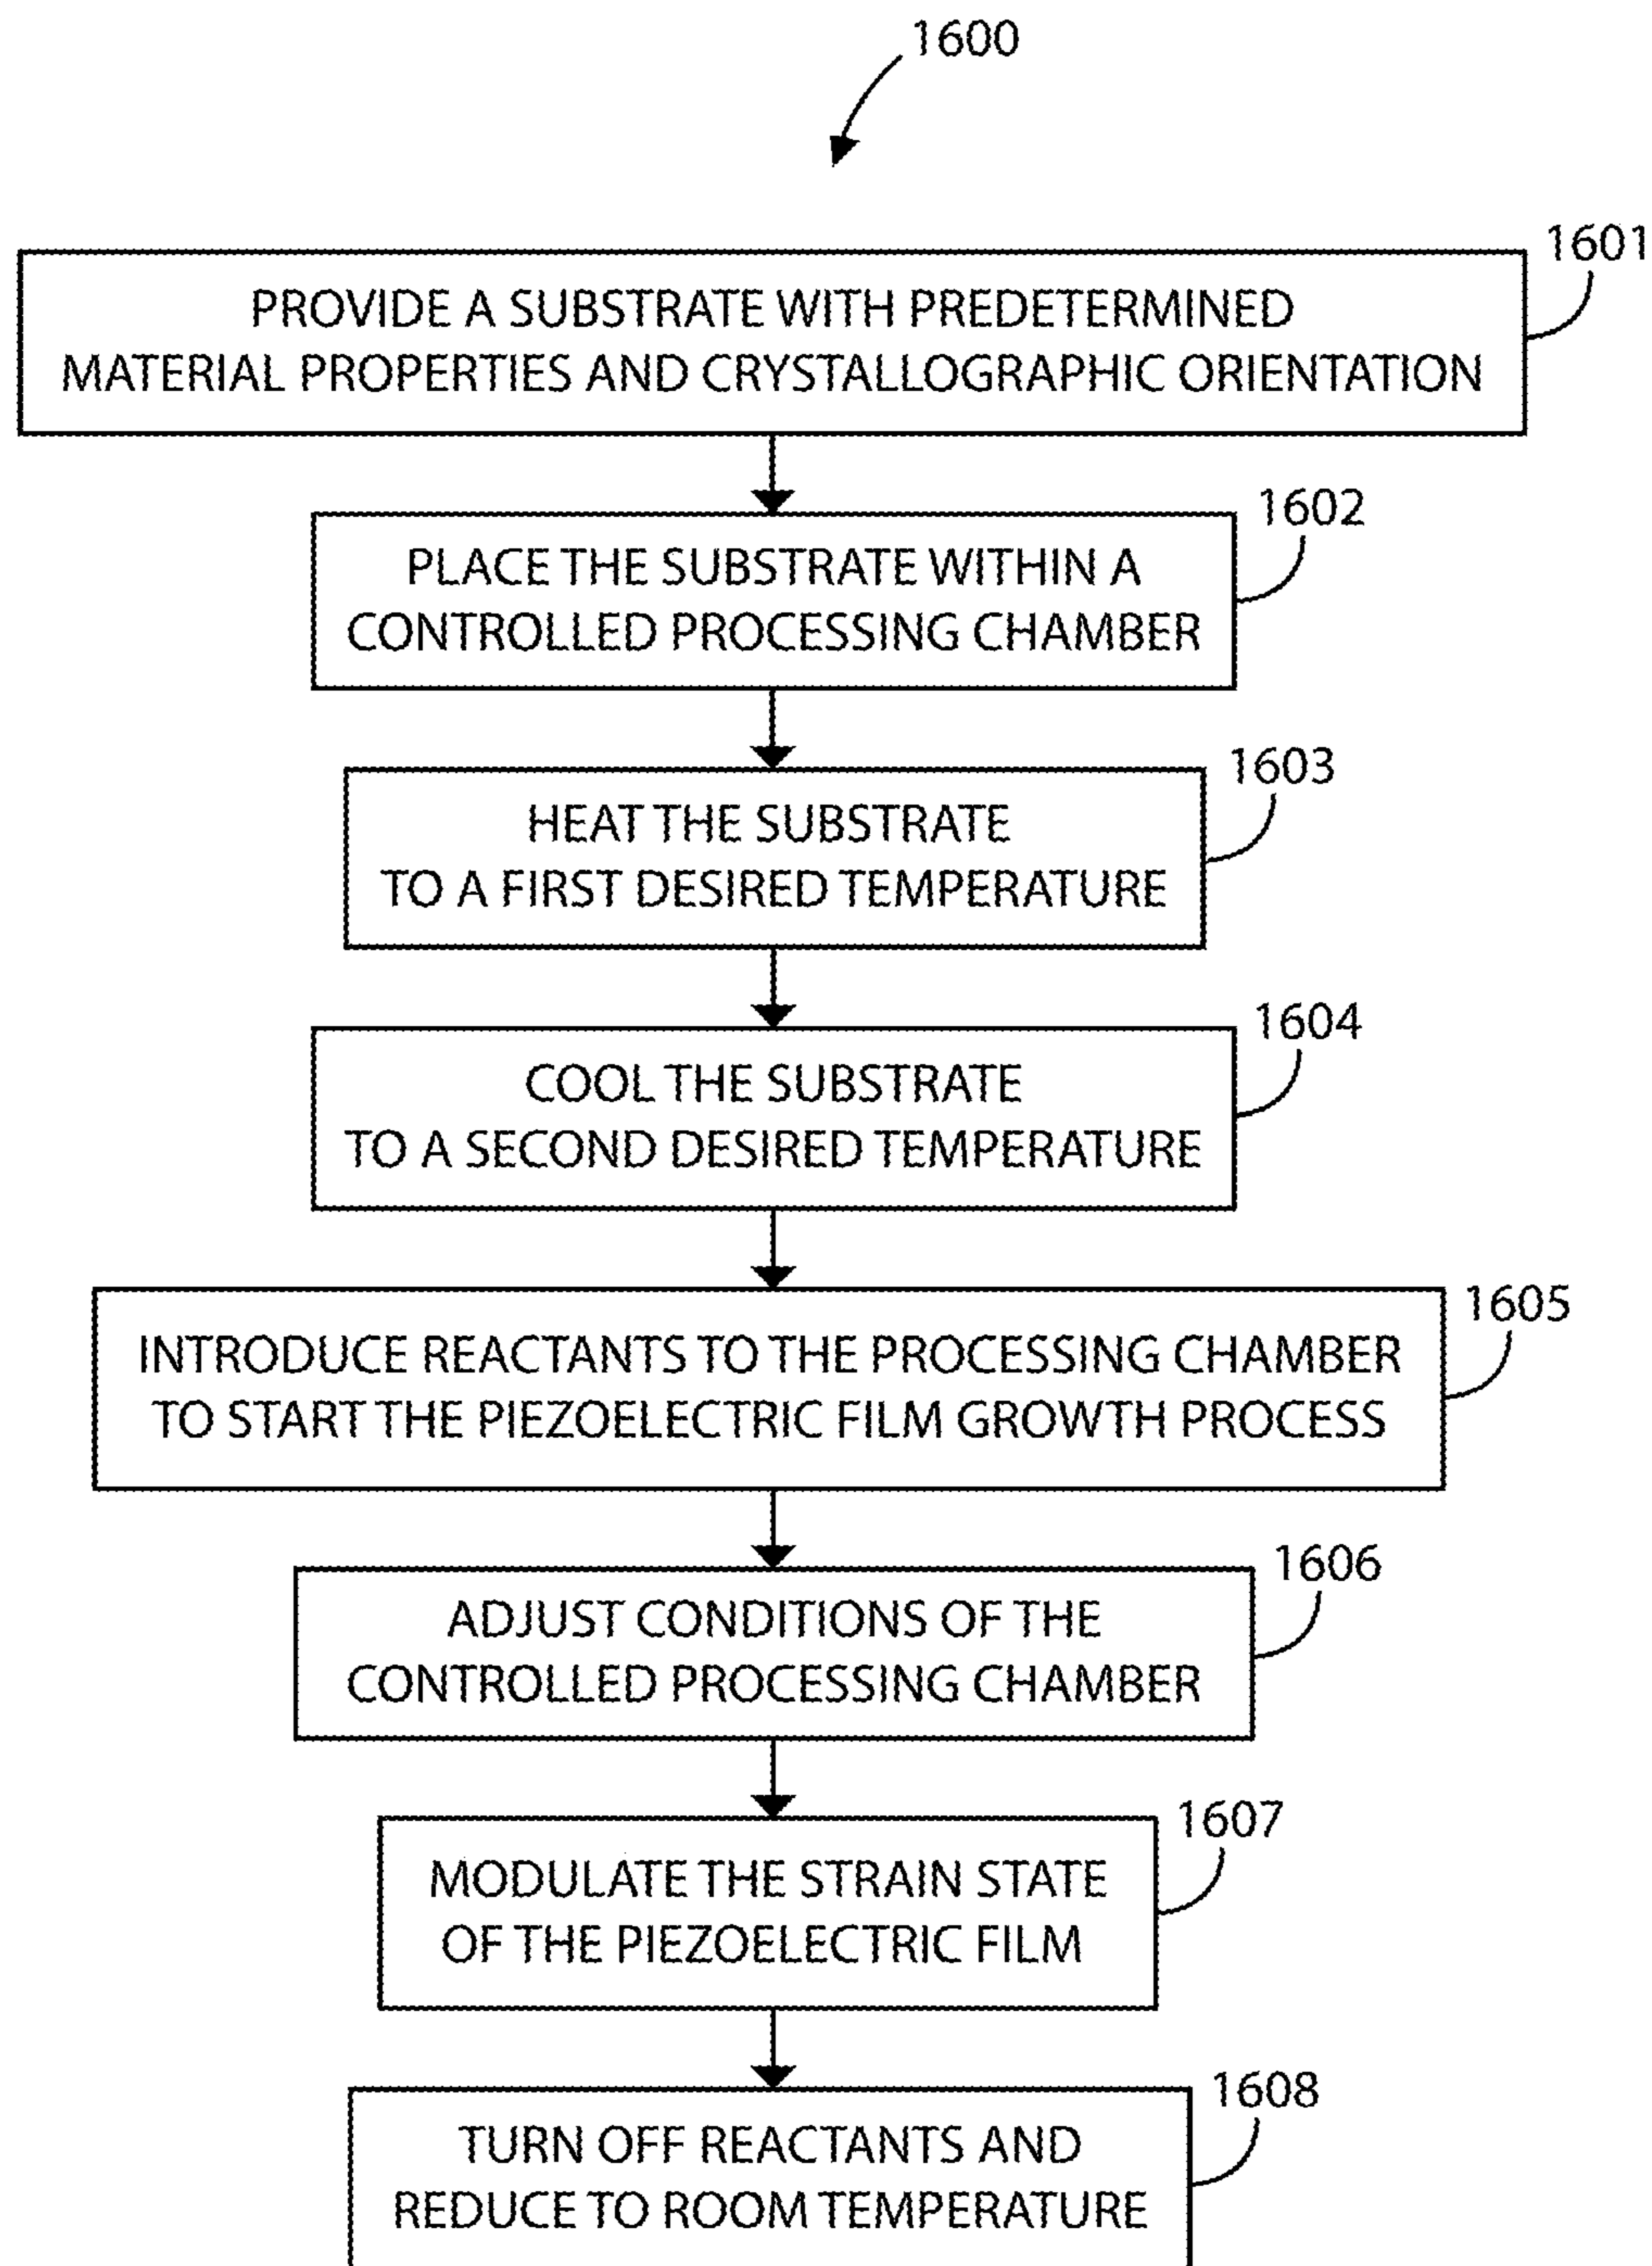 1600
1601
PROVIDE A SUBSTRATE WITH PREDETERMINED
MATERIAL PROPERTIES AND CRYSTALLOGRAPHIC ORIENTATION
1602
PLACE THE SUBSTRATE WITHIN A
CONTROLLED PROCESSING CHAMBER
1603
HEAT THE SUBSTRATE
TO A FIRST DESIRED TEMPERATURE
1604
COOL THE SUBSTRATE
TO A SECOND DESIRED TEMPERATURE
1605
INTRODUCE REACTANTS TO THE PROCESSING CHAMBER
TO START THE PIEZOELECTRIC FILM GROWTH PROCESS
1606
ADJUST CONDITIONS OF THE
CONTROLLED PROCESSING CHAMBER
1607
MODULATE THE STRAIN STATE
OF THE PIEZOELECTRIC FILM
1608
TURN OFF REACTANTS AND
REDUCE TO ROOM TEMPERATURE